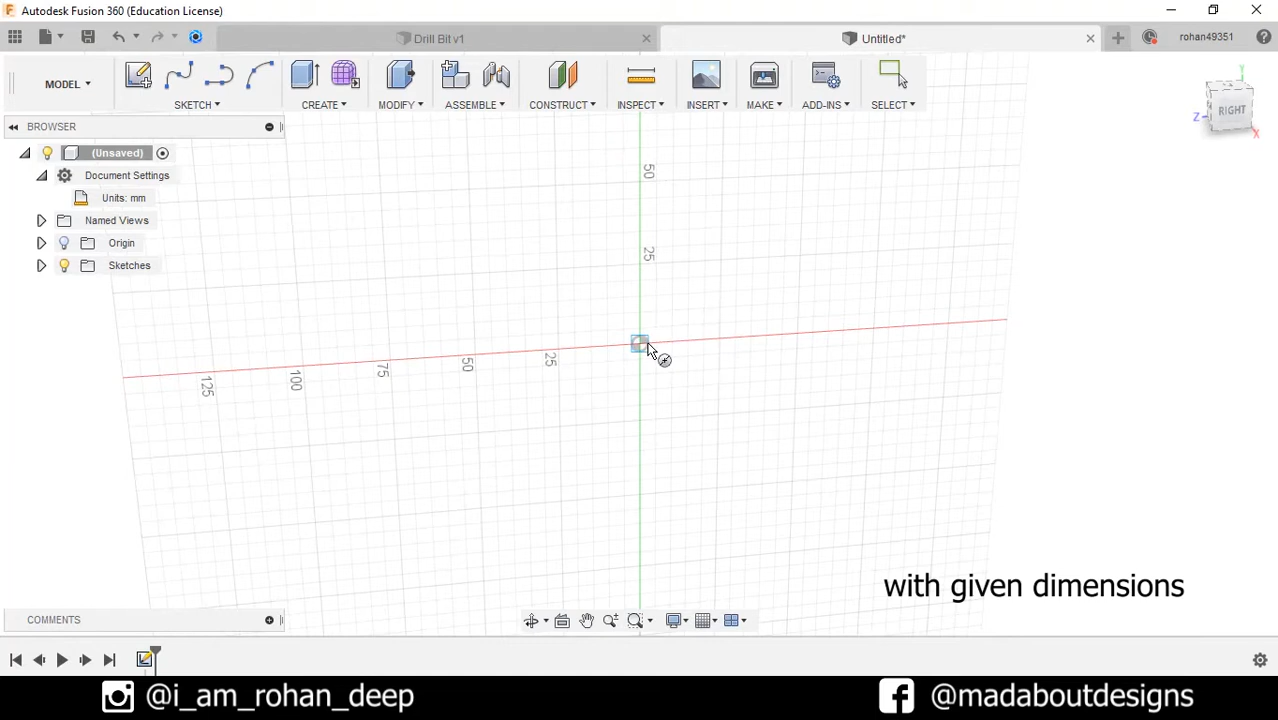 Autodesk Fusion 360 (Education License)
Drill Bit v1
Untitled*
rohan49351
MODEL
SKETCH
CREATE
MODIFY
ASSEMBLE
CONSTRUCT
INSPECT
INSERT
MAKE
ADD-INS
SELECT
BROWSER
(Unsaved)
Document Settings
Units: mm
Named Views
Origin
Sketches
Y
Z
X
RIGHT
50
25
125
100
75
50
25
with given dimensions
COMMENTS
@i_am_rohan_deep
@madaboutdesigns